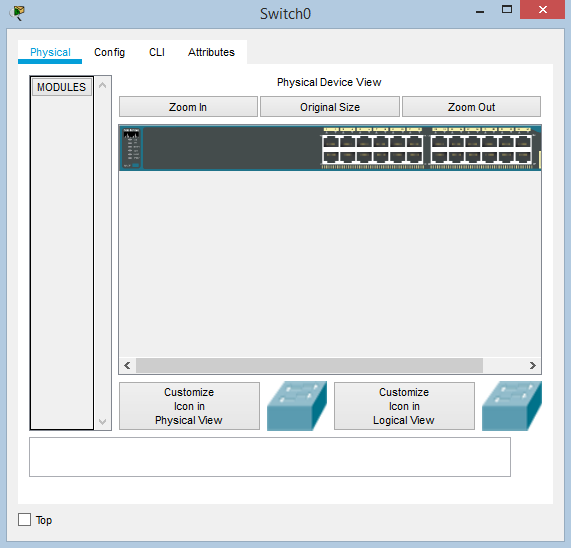 Switch0
Physical
Config
CLI
Attributes
MODULES
Physical Device View
Zoom In
Original Size
Zoom Out
Customize
Icon in
Physical View
Customize
Icon in
Logical View
Top